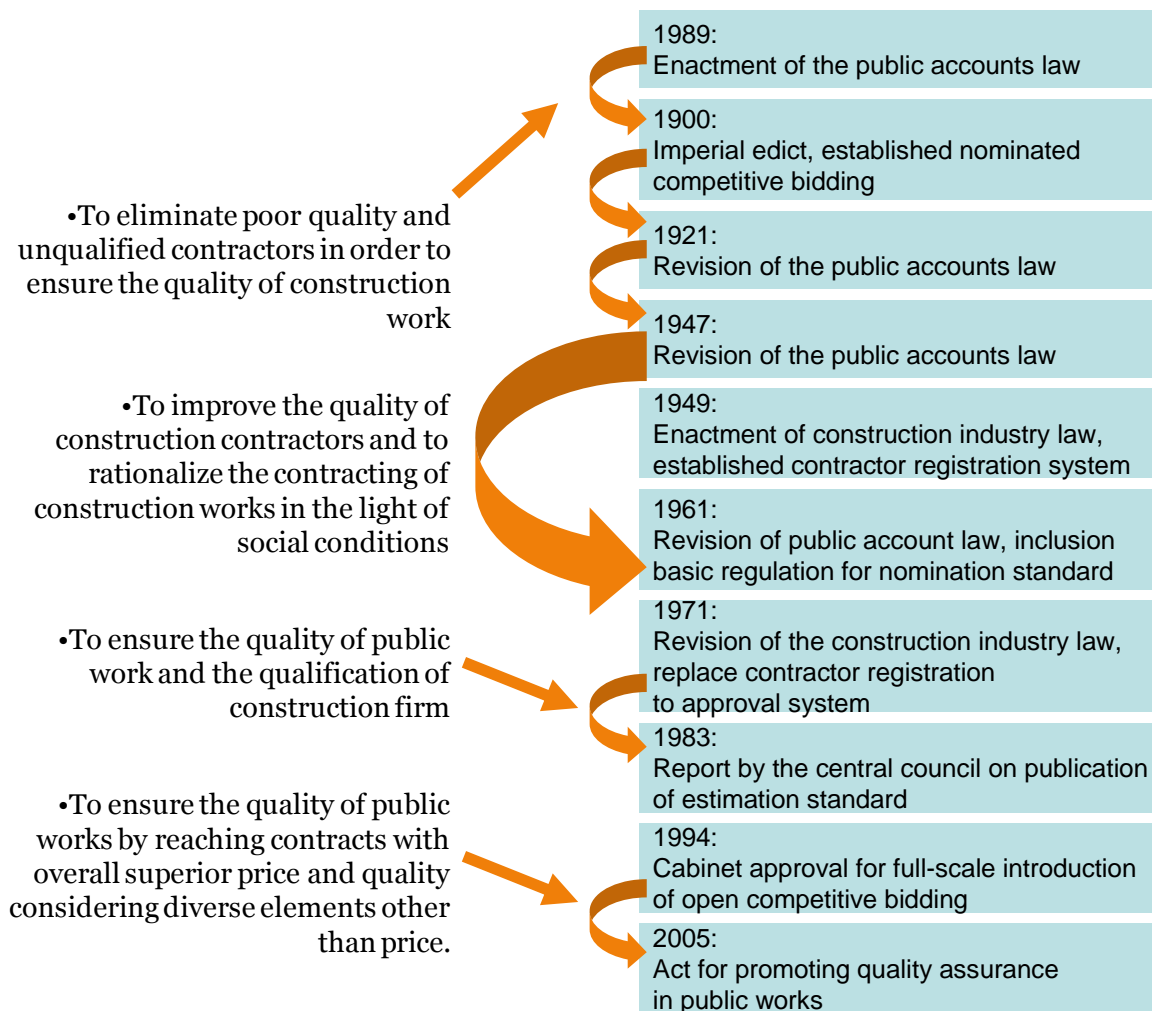 1989:
Enactment of the public accounts law
1900:
Imperial edict, established nominated
competitive bidding
1921:
Revision of the public accounts law
1947:
Revision of the public accounts law
1949:
Enactment of construction industry law,
established contractor registration system
1961:
Revision of public account law, inclusion
basic regulation for nomination standard
1971:
Revision of the construction industry law,
replace contractor registration
to approval system
1983:
Report by the central council on publication
of estimation standard
1994:
Cabinet approval for full-scale introduction
of open competitive bidding
2005:
Act for promoting quality assurance
in public works
•To eliminate poor quality and
unqualified contractors in order to
ensure the quality of construction
work
•To improve the quality of
construction contractors and to
rationalize the contracting of
construction works in the light of
social conditions
•To ensure the quality of public
work and the qualification of
construction firm
•To ensure the quality of public
works by reaching contracts with
overall superior price and quality
considering diverse elements other
than price.